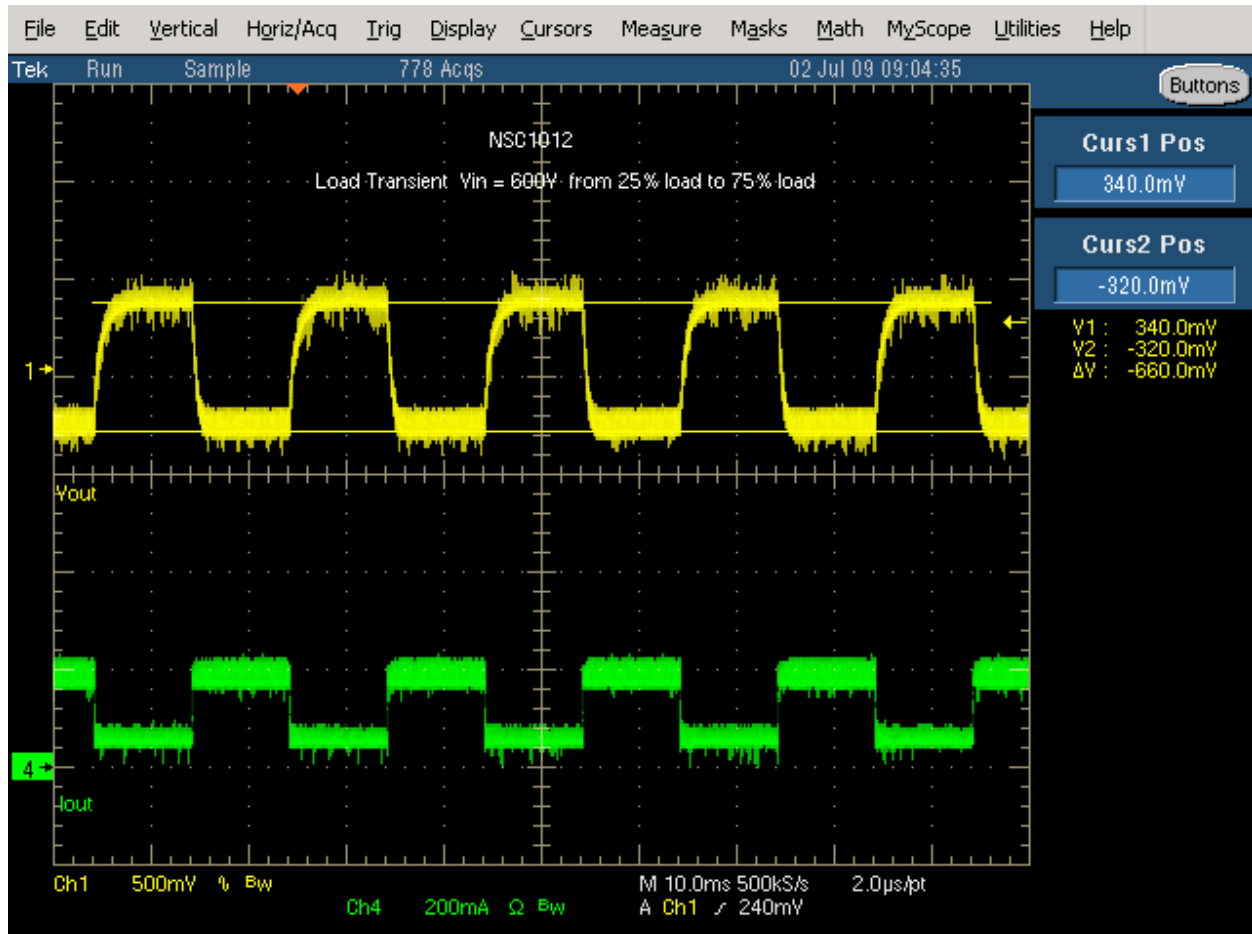 File Edit Vertical Horiz/Acq Trig Display Cursors Measure Masks Math MyScope Utilities Help
Tek Run Sample 778 Acqs 02 Jul 09 09:04:35
Buttons
NSC1012
Load Transient Vin = 600V from 25% load to 75% load
Curs1 Pos
340.0mV
Curs2 Pos
-320.0mV
V1 : 340.0mV
V2 : -320.0mV
ΔV : -660.0mV
1
Vout
4
Iout
Ch1 500mV ∿ Bw M 10.0ms 500kS/s 2.0µs/pt
Ch4 200mA Ω Bw A Ch1 240mV